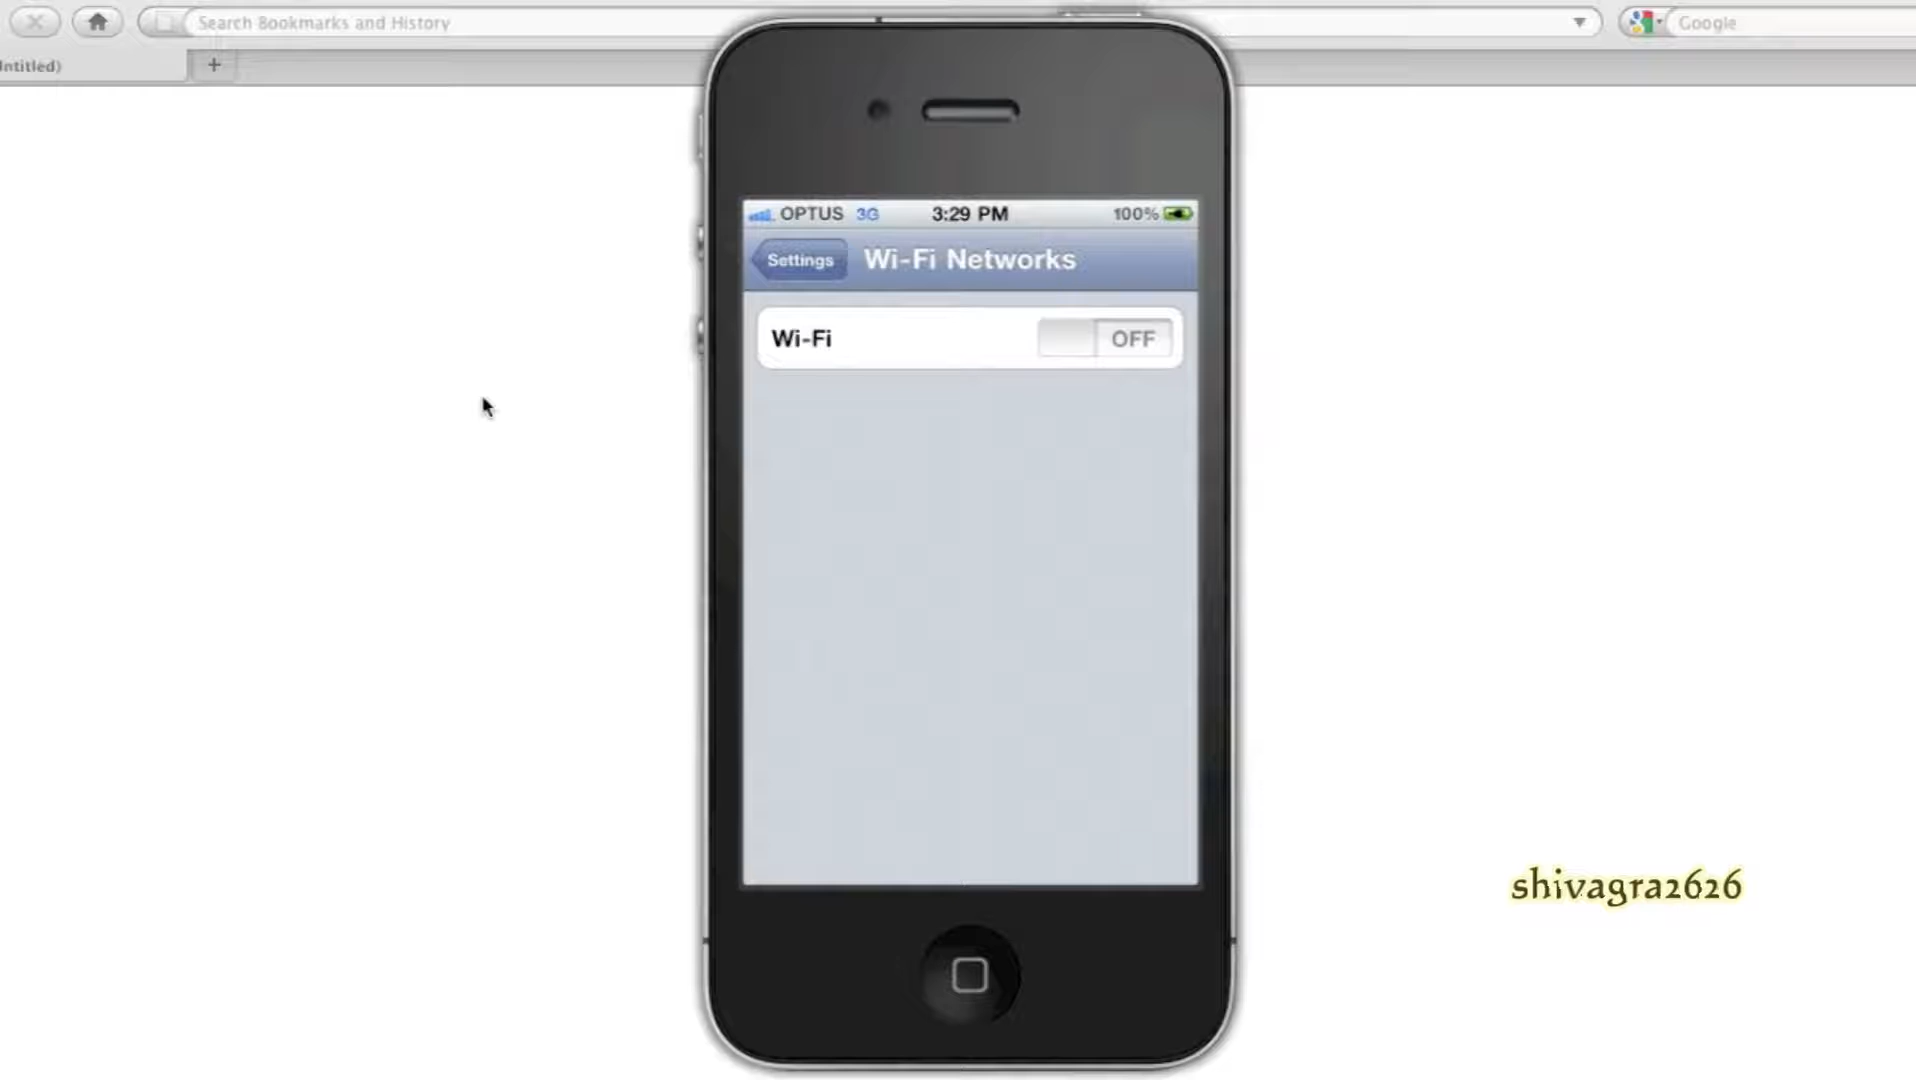 Search Bookmarks and History
Google
ntitled)
+
OPTUS 3G 3:29 PM 100%
Settings
Wi-Fi Networks
Wi-Fi OFF
shivagra2626